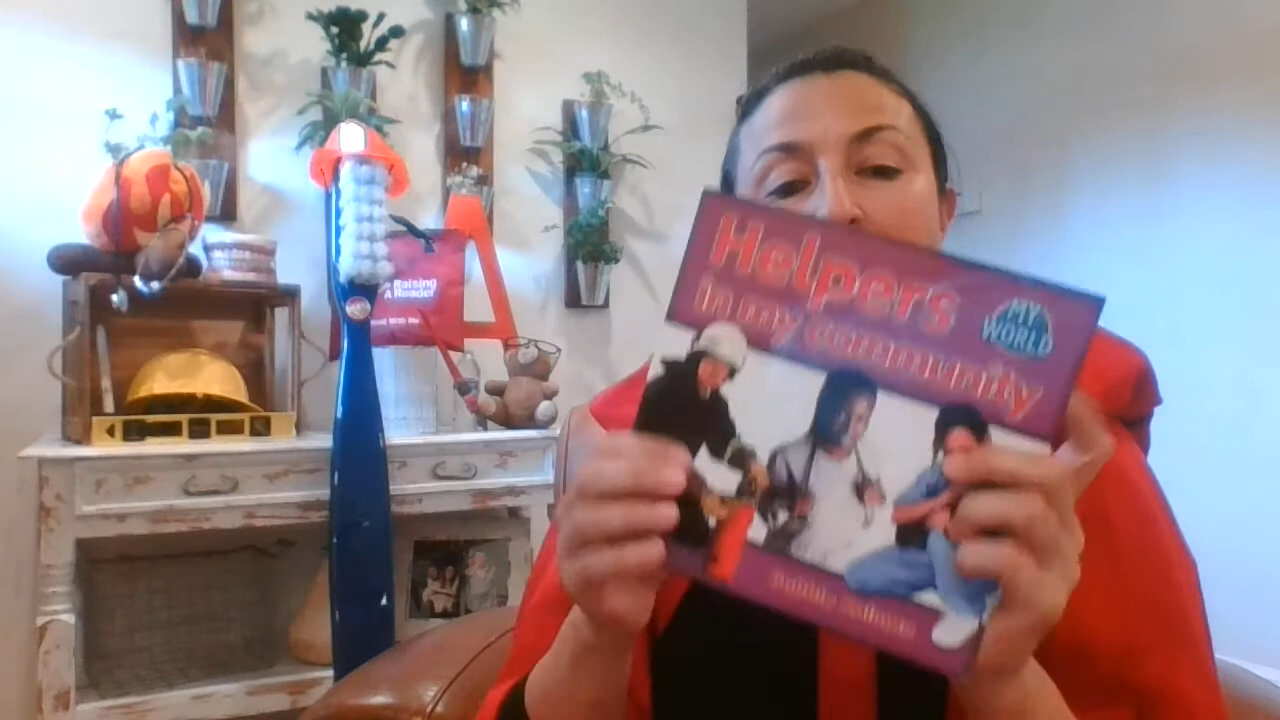 Helpers
in my community
MY
WORLD
Raising
A Reader